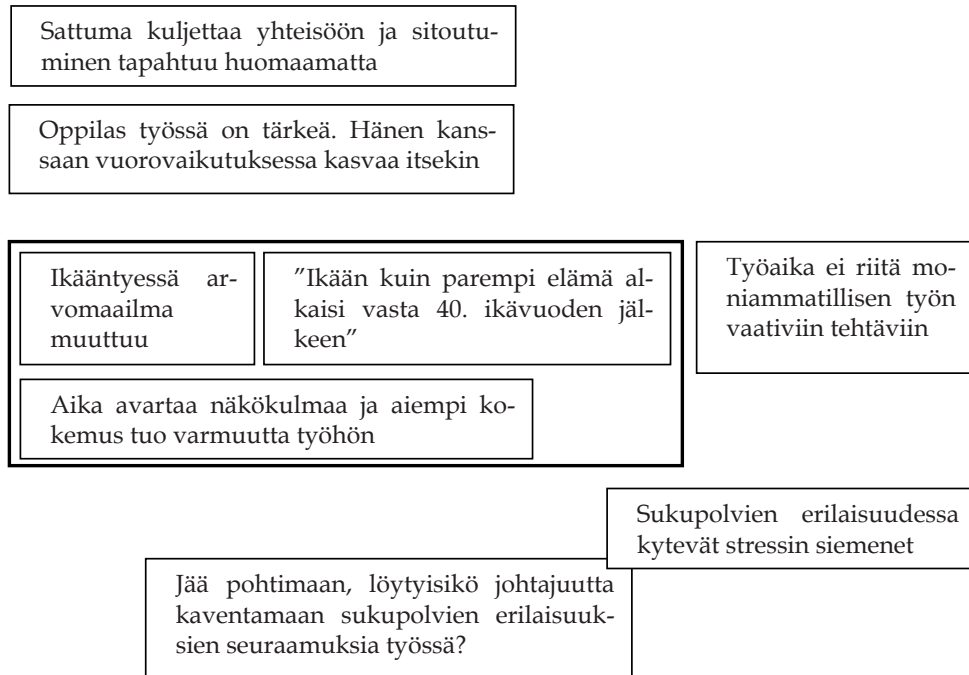 Sattuma kuljettaa yhteisöön ja sitoutu-
minen tapahtuu huomaamatta
Oppilas työssä on tärkeä. Hänen kans-
saan vuorovaikutuksessa kasvaa itsekin
Ikääntyessä ar-
vomaailma
muuttuu
”Ikään kuin parempi elämä al-
kaisi vasta 40. ikävuoden jäl-
keen”
Työaika ei riitä mo-
niammatillisen työn
vaativiin tehtäviin
Aika avartaa näkökulmaa ja aiempi ko-
kemus tuo varmuutta työhön
Sukupolvien erilaisuudessa
kytevät stressin siemenet
Jää pohtimaan, löytyisikö johtajuutta
kaventamaan sukupolvien erilaisuuk-
sien seuraamuksia työssä?